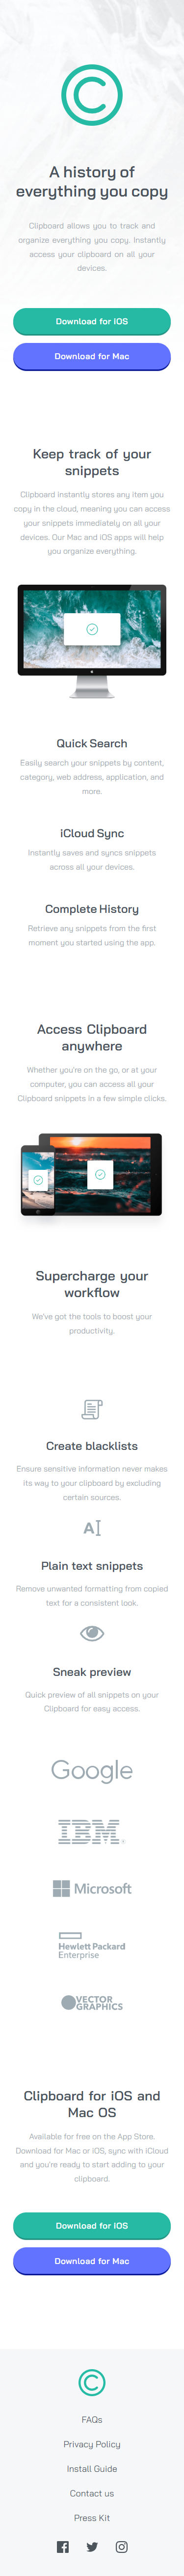 A history of
everything you copy
Clipboard allows you to track and
organize everything you copy. Instantly
access your clipboard on all your
devices.
Download for IOS
Download for Mac
Keep track of your
snippets
Clipboard instantly stores any item you
copy in the cloud, meaning you can access
your snippets immediately on all your
devices. Our Mac and iOS apps will help
you organize everything.
Quick Search
Easily search your snippets by content,
category, web address, application, and
more.
iCloud Sync
Instantly saves and syncs snippets
across all your devices.
Complete History
Retrieve any snippets from the first
moment you started using the app.
Access Clipboard
anywhere
Whether you're on the go, or at your
computer, you can access all your
Clipboard snippets in a few simple clicks.
Supercharge your
workflow
We've got the tools to boost your
productivity.
Create blacklists
Ensure sensitive information never makes
its way to your clipboard by excluding
certain sources.
A
Plain text snippets
Remove unwanted formatting from copied
text for a consistent look.
Sneak preview
Quick preview of all snippets on your
Clipboard for easy access.
Google
IBM
Microsoft
Hewlett Packard
Enterprise
VECTOR
GRAPHICS
Clipboard for iOS and
Mac OS
Available for free on the App Store.
Download for Mac or iOS, sync with iCloud
and you're ready to start adding to your
clipboard.
Download for IOS
Download for Mac
FAQs
Privacy Policy
Install Guide
Contact us
Press Kit